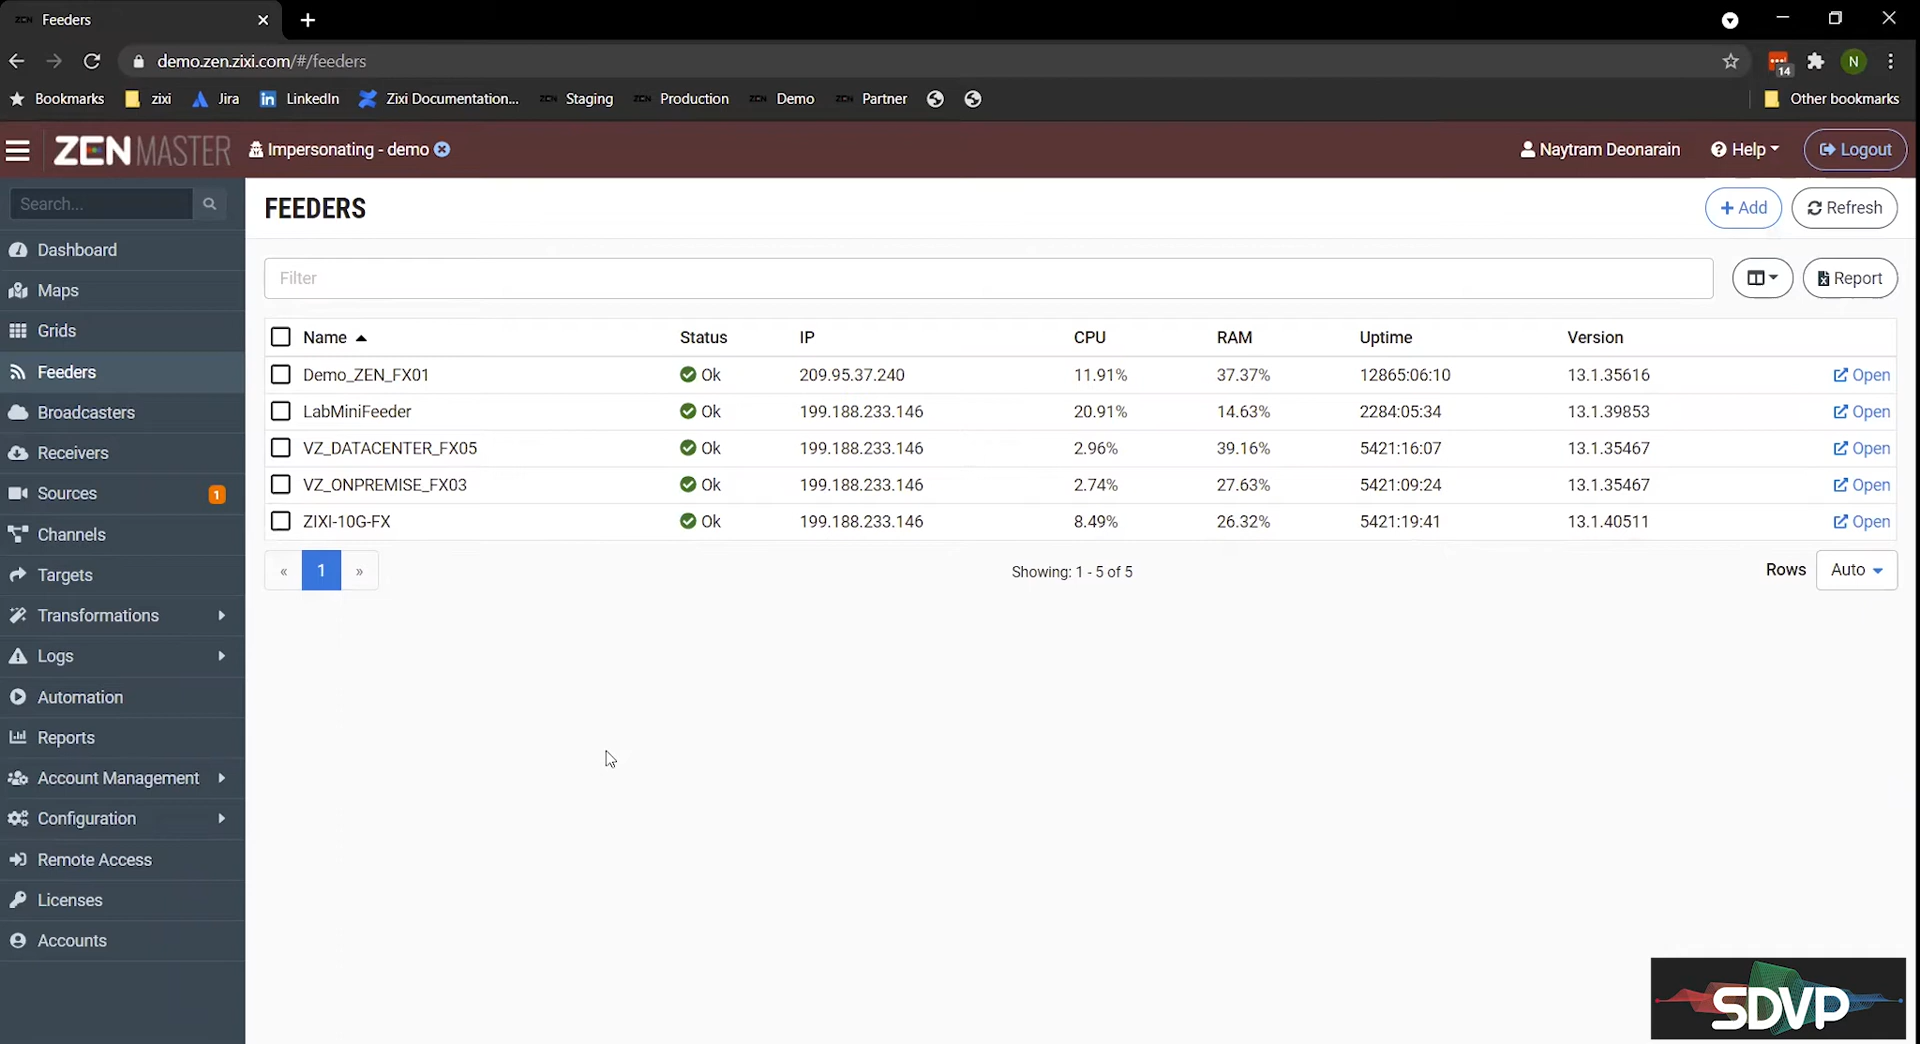 Feeders
demo.zen.zixi.com/#/feeders
14
N
Bookmarks zixi Jira LinkedIn Zixi Documentation... Staging Production Demo Partner Other bookmarks
ZEN MASTER Impersonating - demo Naytram Deonarain Help Logout
Search...
Dashboard
Maps
Grids
Feeders
Broadcasters
Receivers
Sources 1
Channels
Targets
Transformations
Logs
Automation
Reports
Account Management
Configuration
Remote Access
Licenses
Accounts
FEEDERS
+ Add Refresh
Filter
Report
Name Status IP CPU RAM Uptime Version
Demo_ZEN_FX01 Ok 209.95.37.240 11.91% 37.37% 12865:06:10 13.1.35616 Open
LabMiniFeeder Ok 199.188.233.146 20.91% 14.63% 2284:05:34 13.1.39853 Open
VZ_DATACENTER_FX05 Ok 199.188.233.146 2.96% 39.16% 5421:16:07 13.1.35467 Open
VZ_ONPREMISE_FX03 Ok 199.188.233.146 2.74% 27.63% 5421:09:24 13.1.35467 Open
ZIXI-10G-FX Ok 199.188.233.146 8.49% 26.32% 5421:19:41 13.1.40511 Open
« 1 » Showing: 1 - 5 of 5 Rows Auto
SDVP